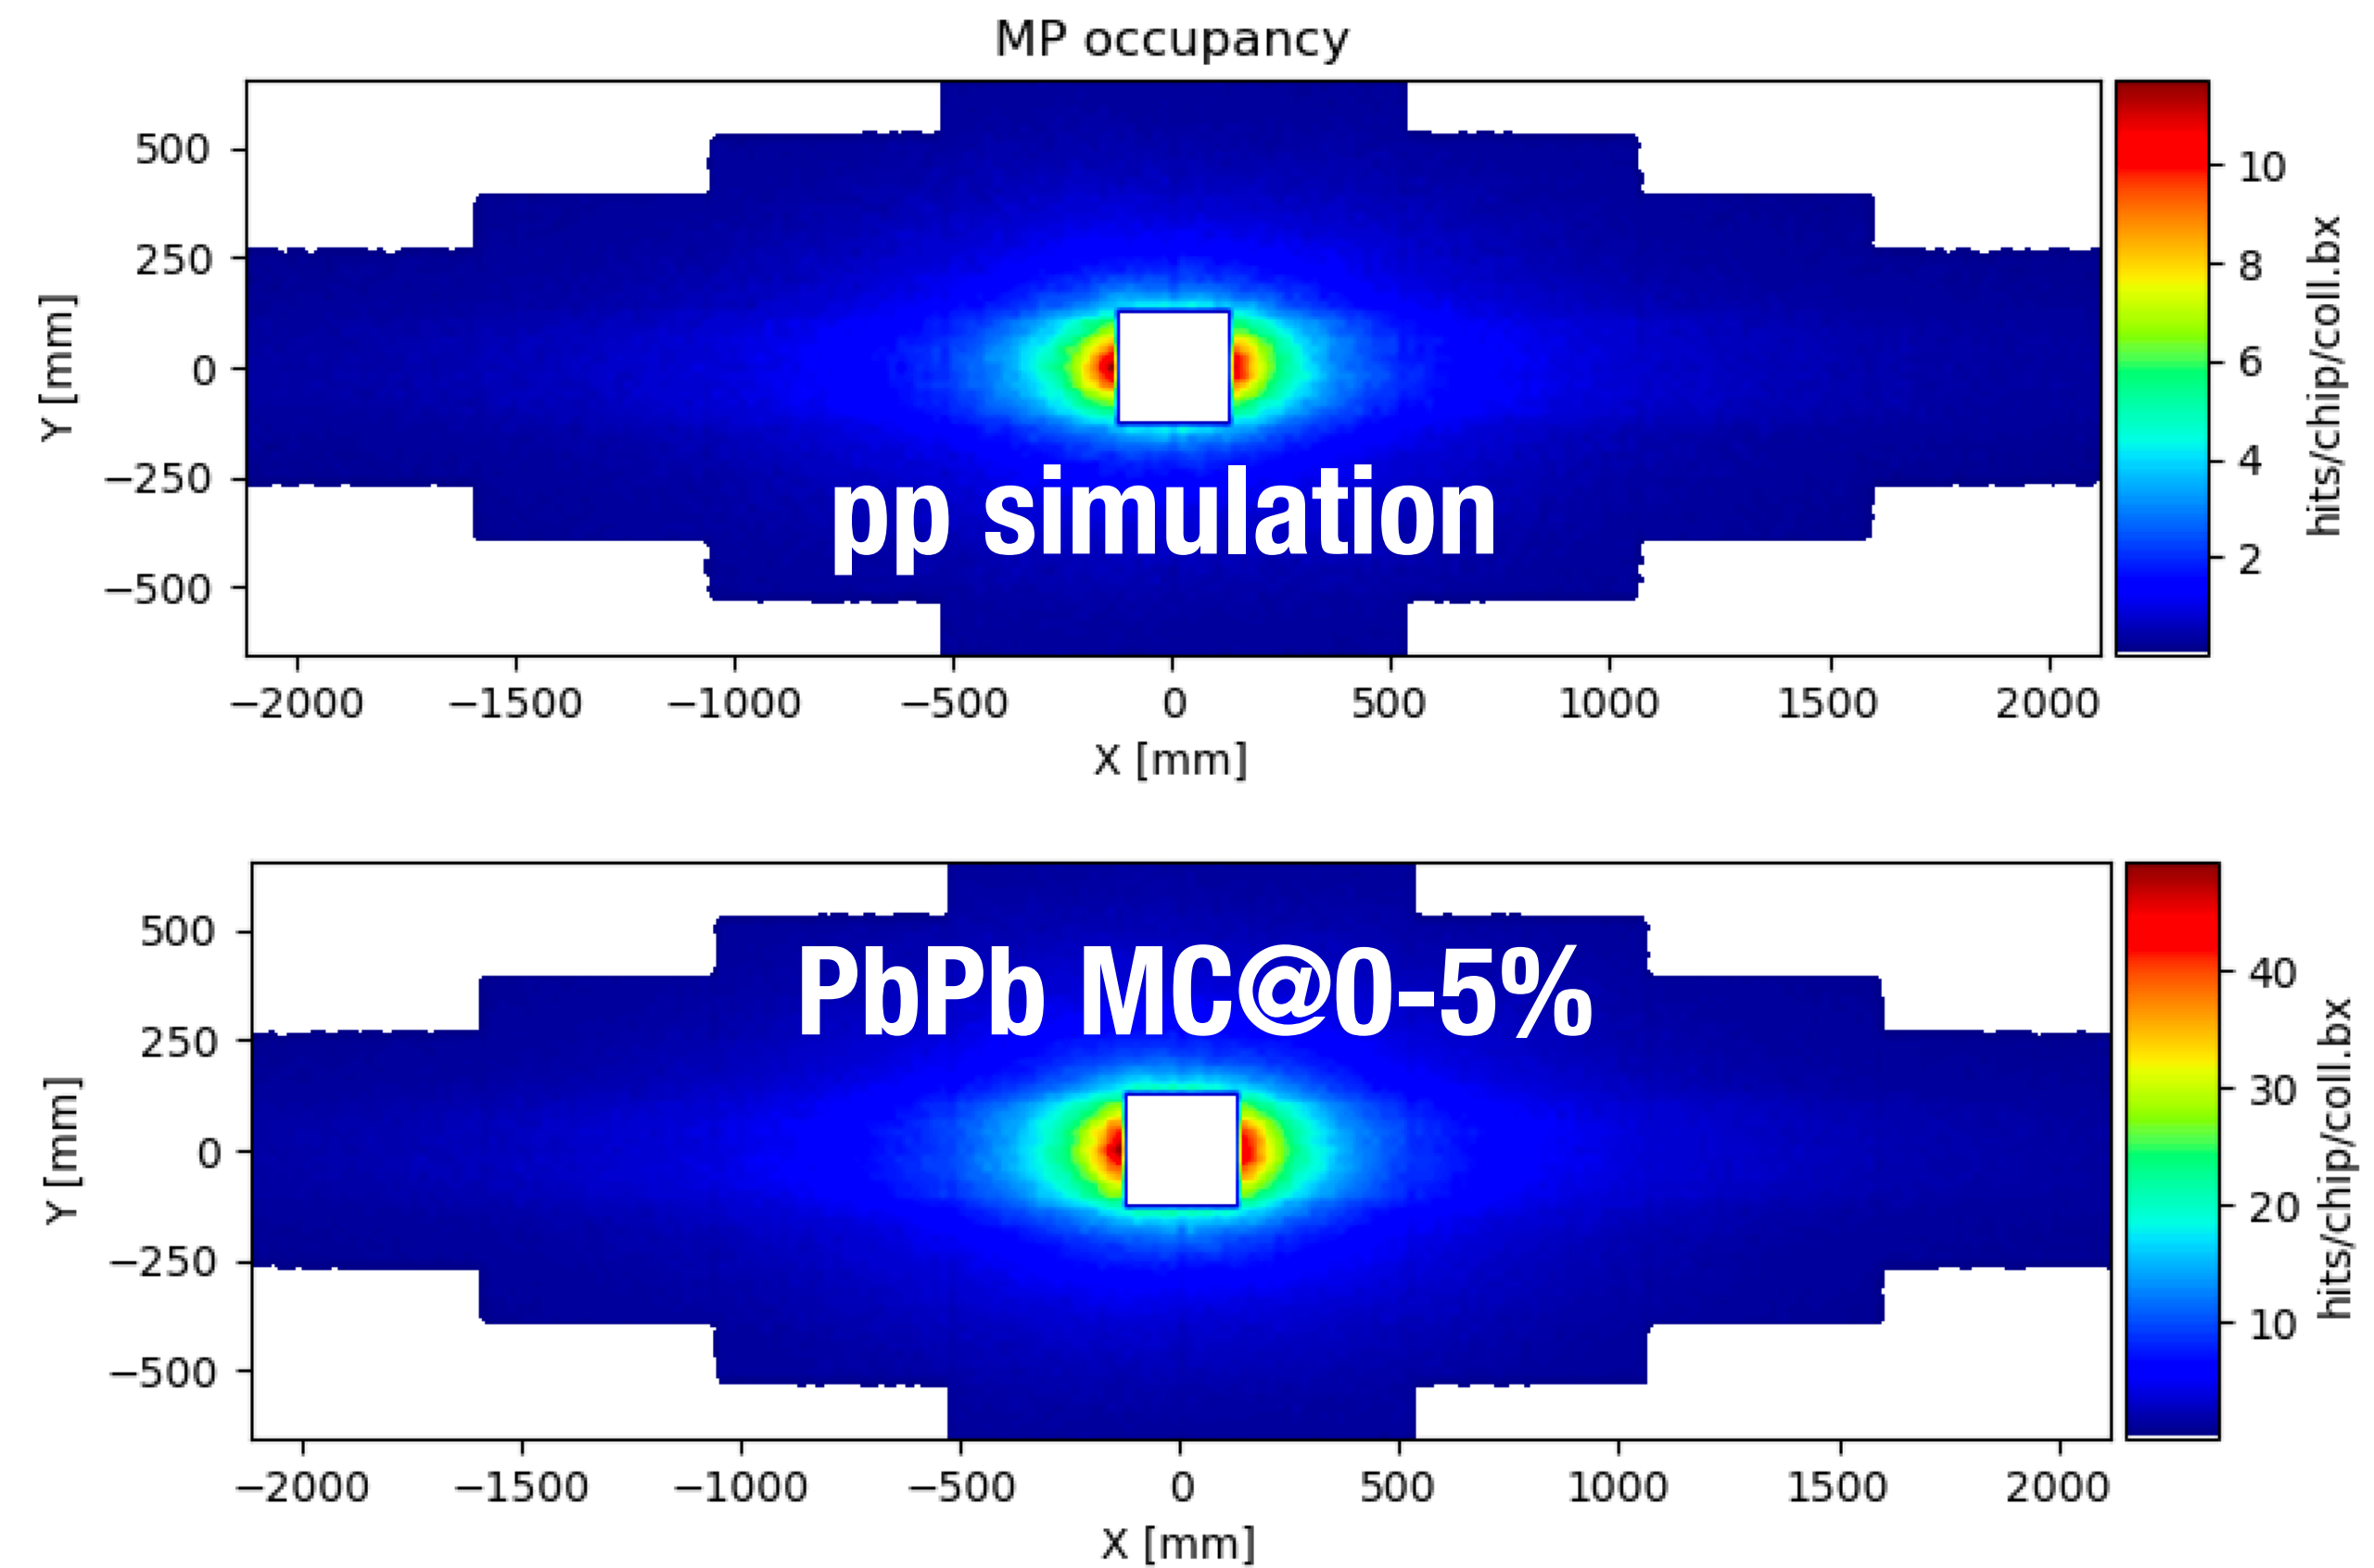 MP occupancy
500
250
0
−250
−500
Y [mm]
pp simulation
−2000 −1500 −1000 −500 0 500 1000 1500 2000
X [mm]
10
8
6
4
2
hits/chip/coll.bx
500
250
0
−250
−500
Y [mm]
PbPb MC@0-5%
−2000 −1500 −1000 −500 0 500 1000 1500 2000
X [mm]
40
30
20
10
hits/chip/coll.bx